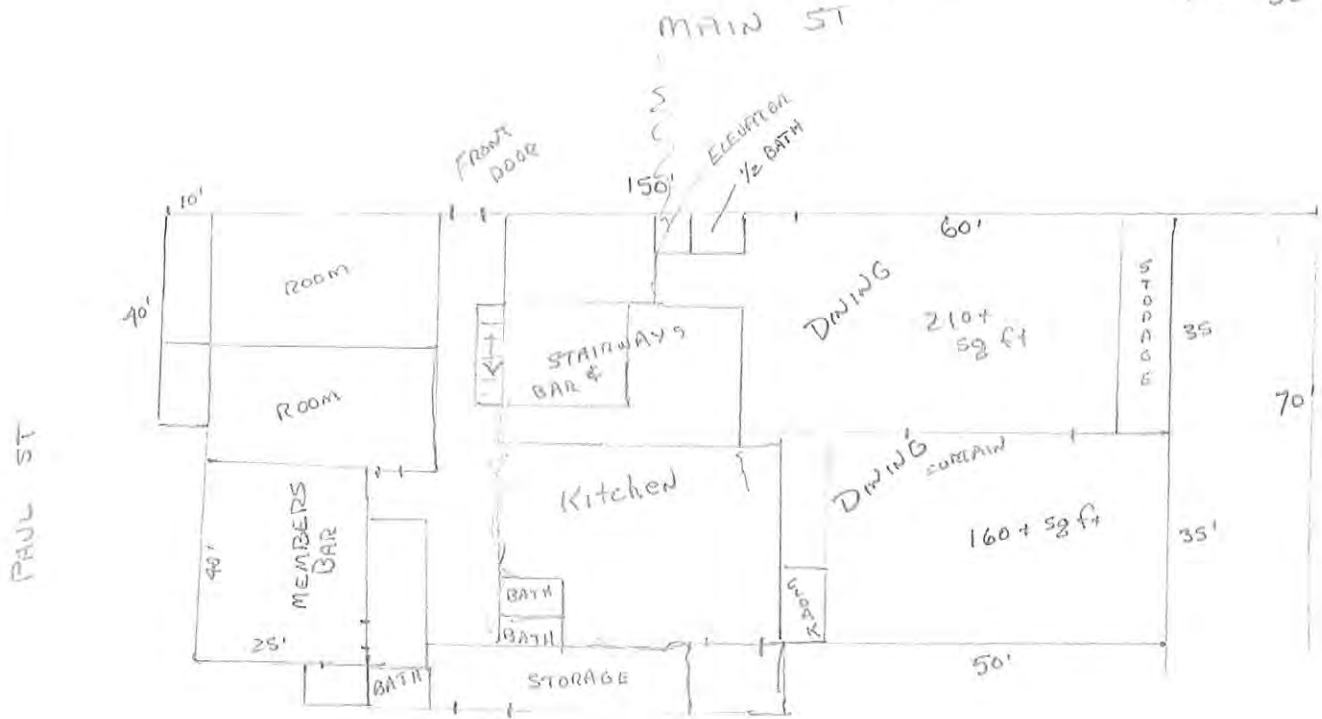 MAIN ST
FRONT
DOOR
ELEVATOR
1/2 BATH
150'
10'
40'
ROOM
ROOM
STAIRWAYS
BAR &
60'
DINING
210+
sq ft
STORAGE
35
70'
PAUL ST
MEMBERS
BAR
40'
25'
Kitchen
BATH
BATH
BATH
STORAGE
DINING
CURTAIN
160+ sq ft
35'
50'